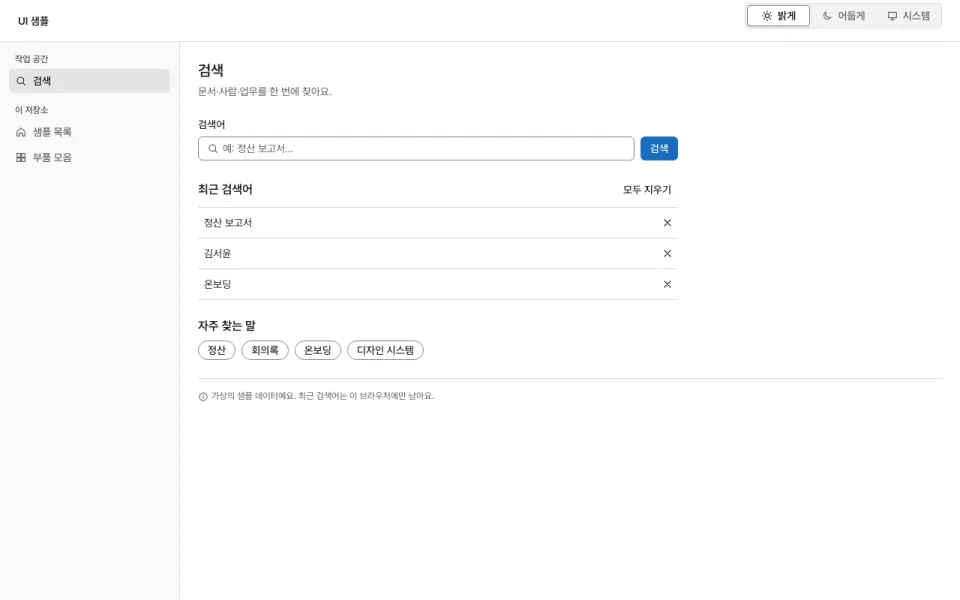 UI 샘플
밝게
어둡게
시스템
작업 공간
검색
이 저장소
샘플 목록
부품 모음
검색
문서·사람·업무를 한 번에 찾아요.
검색어
예: 정산 보고서...
검색
최근 검색어
모두 지우기
정산 보고서
김서윤
온보딩
자주 찾는 말
정산
회의록
온보딩
디자인 시스템
가상의 샘플 데이터예요. 최근 검색어는 이 브라우저에만 남아요.